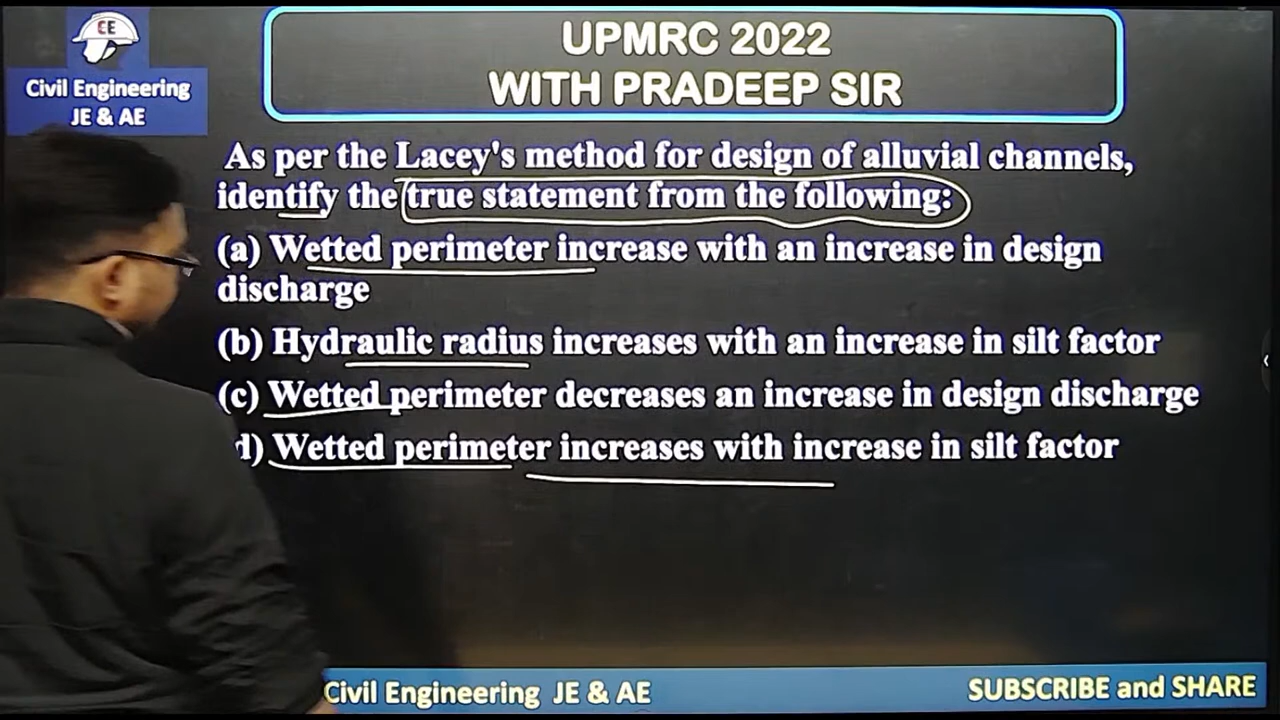 CE
Civil Engineering
JE & AE
UPMRC 2022
WITH PRADEEP SIR
As per the Lacey's method for design of alluvial channels,
identify the true statement from the following:
(a) Wetted perimeter increase with an increase in design
discharge
(b) Hydraulic radius increases with an increase in silt factor
(c) Wetted perimeter decreases an increase in design discharge
d) Wetted perimeter increases with increase in silt factor
Civil Engineering JE & AE
SUBSCRIBE and SHARE